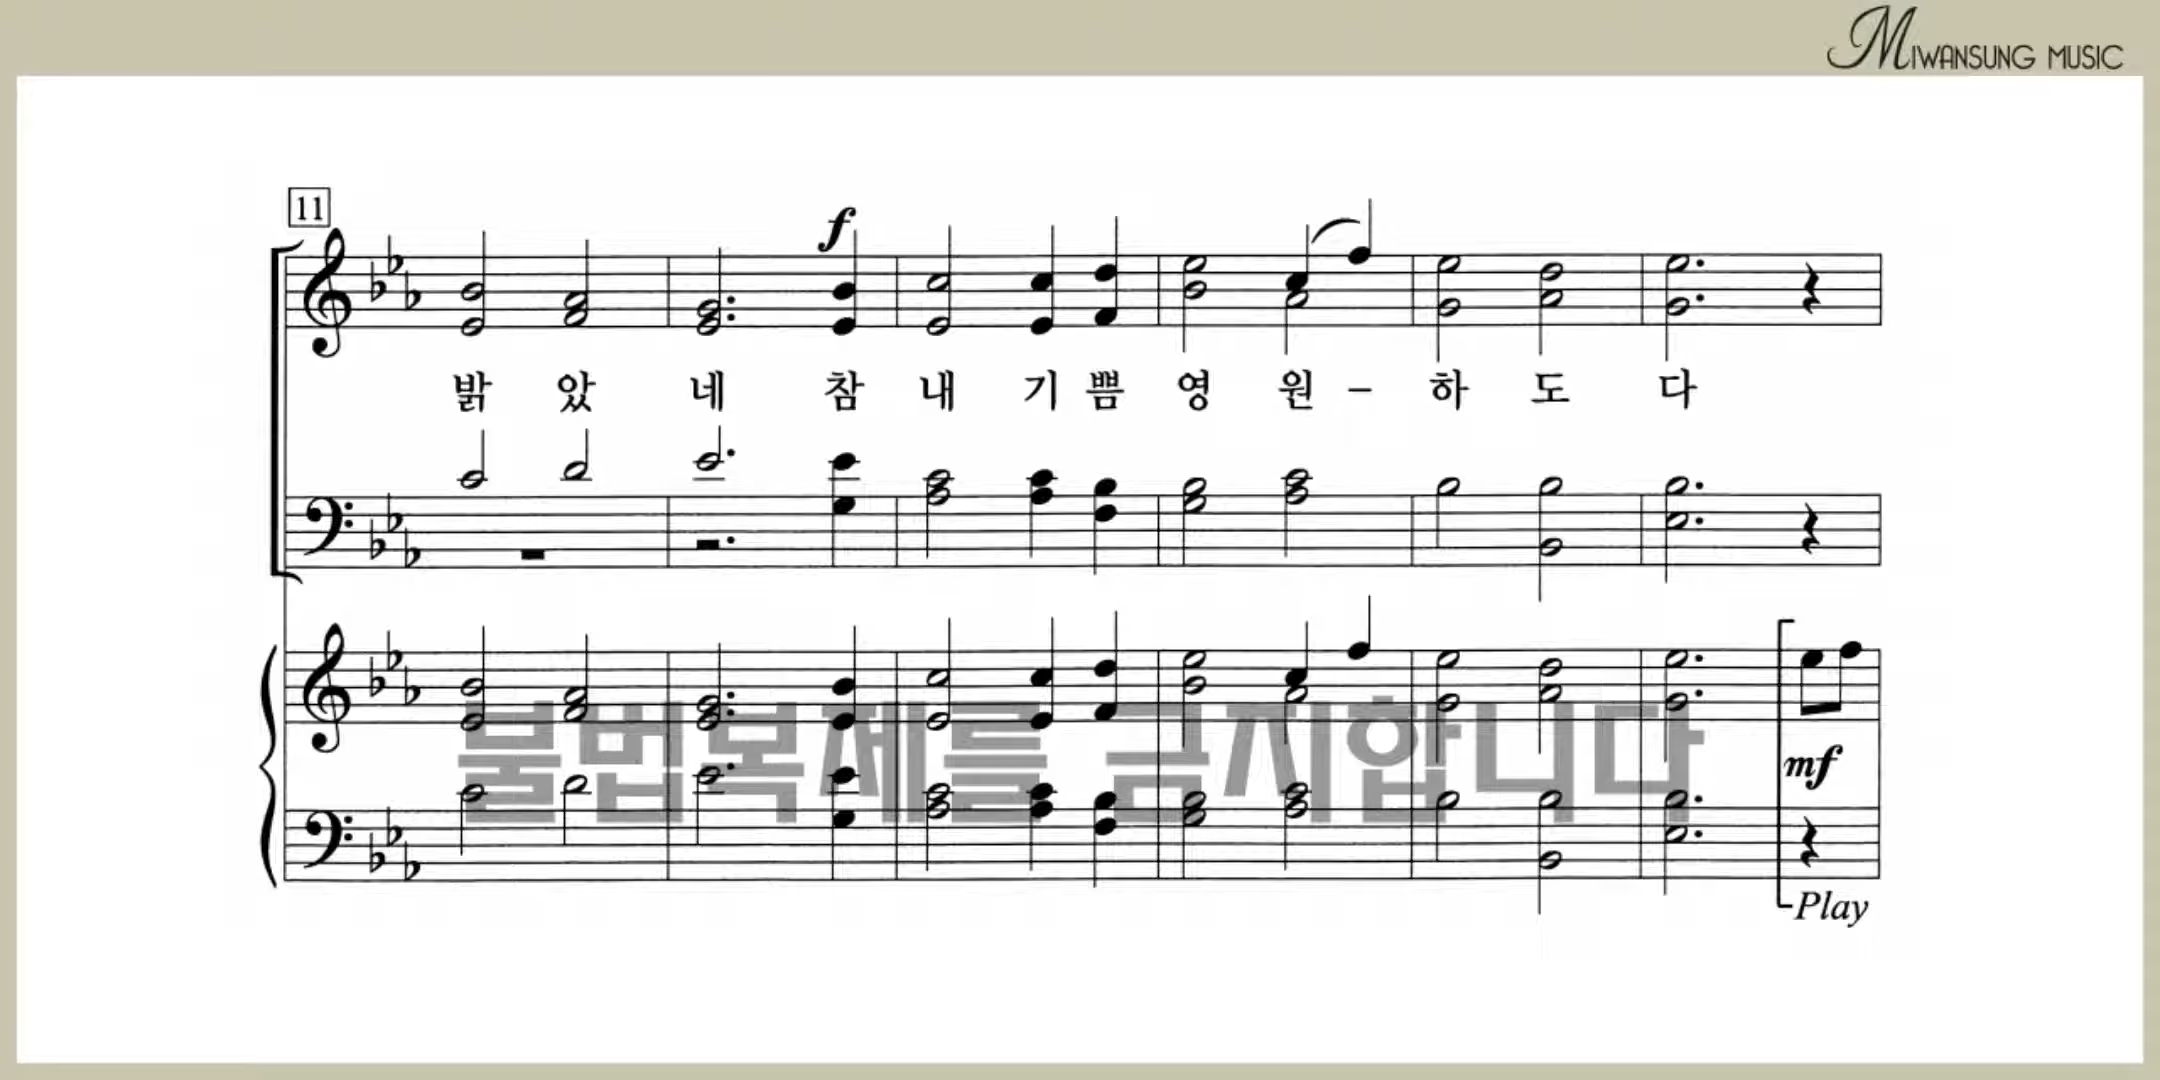 MIWANSUNG MUSIC
11
f
밝 았 네 참 내 기 쁨 영 원 – 하 도 다
불법복제를 금지합니다
mf
Play